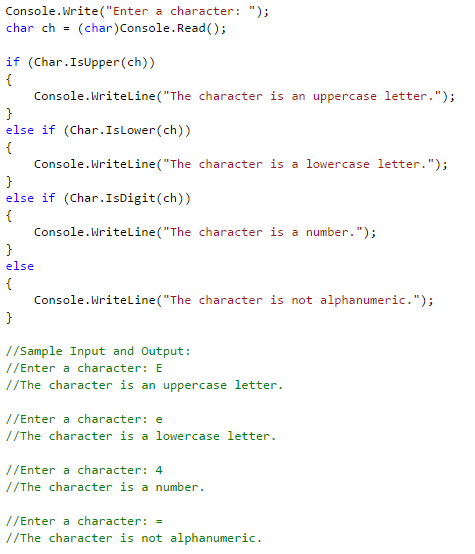 Console.Write("Enter a character: ");
char ch = (char)Console.Read();

if (Char.IsUpper(ch))
{
    Console.WriteLine("The character is an uppercase letter.");
}
else if (Char.IsLower(ch))
{
    Console.WriteLine("The character is a lowercase letter.");
}
else if (Char.IsDigit(ch))
{
    Console.WriteLine("The character is a number.");
}
else
{
    Console.WriteLine("The character is not alphanumeric.");
}

//Sample Input and Output:
//Enter a character: E
//The character is an uppercase letter.

//Enter a character: e
//The character is a lowercase letter.

//Enter a character: 4
//The character is a number.

//Enter a character: =
//The character is not alphanumeric.